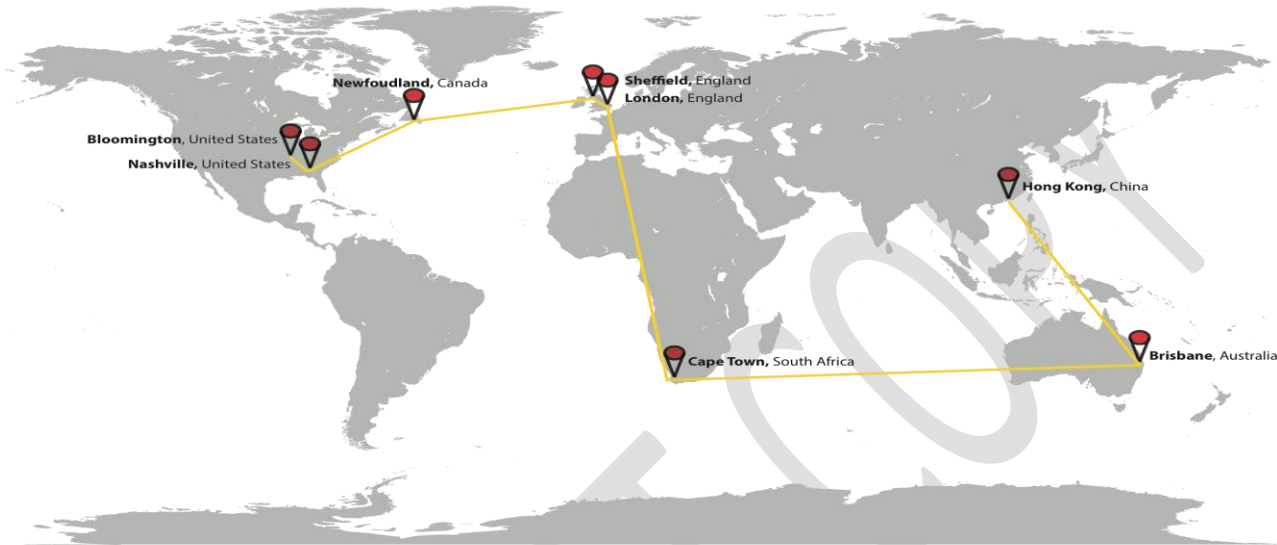 Newfoudland, Canada
Sheffield, England
London, England
Bloomington, United States
Nashville, United States
Hong Kong, China
Cape Town, South Africa
Brisbane, Australia